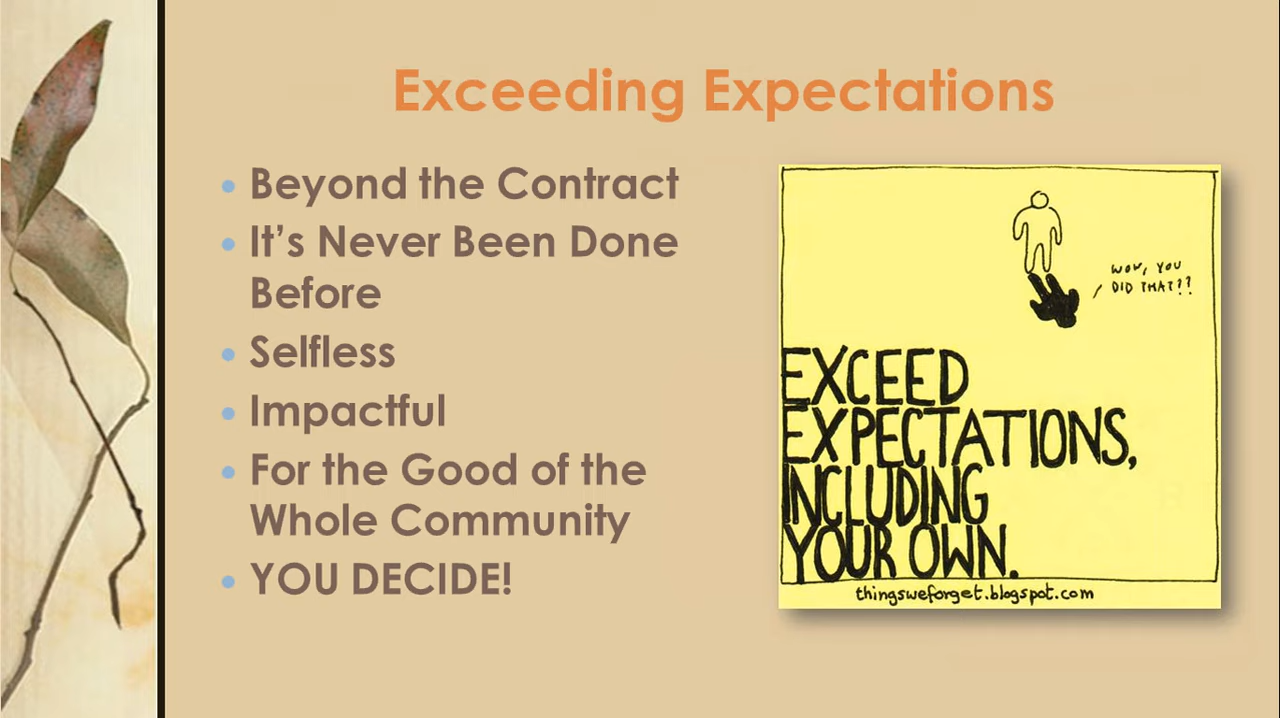 Exceeding Expectations
Beyond the Contract
It's Never Been Done
Before
Selfless
Impactful
For the Good of the
Whole Community
YOU DECIDE!
WOW, YOU
DID THAT??
EXCEED
EXPECTATIONS,
INCLUDING
YOUR OWN.
thingsweforget.blogspot.com